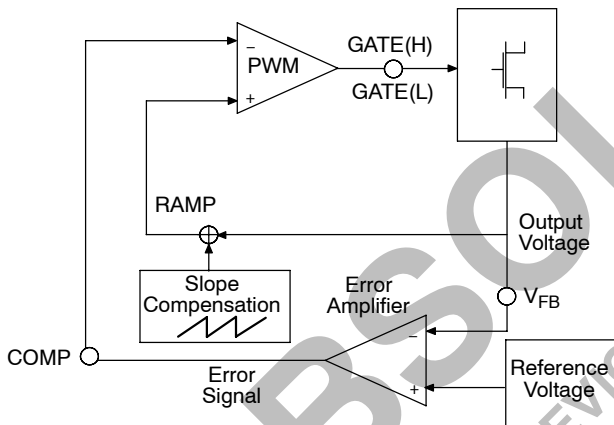 GATE(H)
−
PWM
+
GATE(L)
RAMP
Output
Voltage
Slope
Compensation
Error
Amplifier
VFB
−
+
COMP
Error
Signal
Reference
Voltage